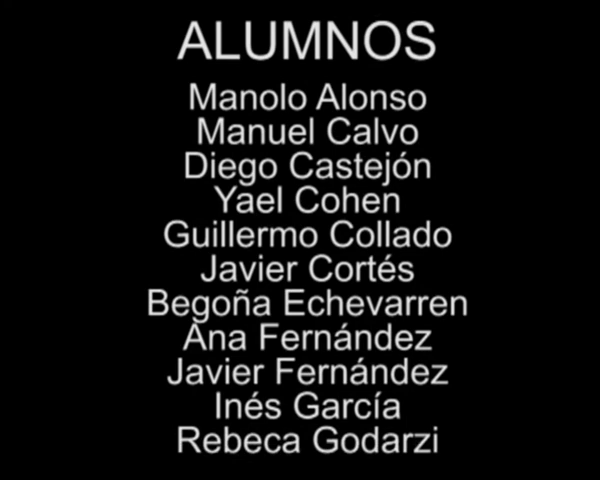 ALUMNOS
Manolo Alonso
Manuel Calvo
Diego Castejón
Yael Cohen
Guillermo Collado
Javier Cortés
Begoña Echevarren
Ana Fernández
Javier Fernández
Inés García
Rebeca Godarzi